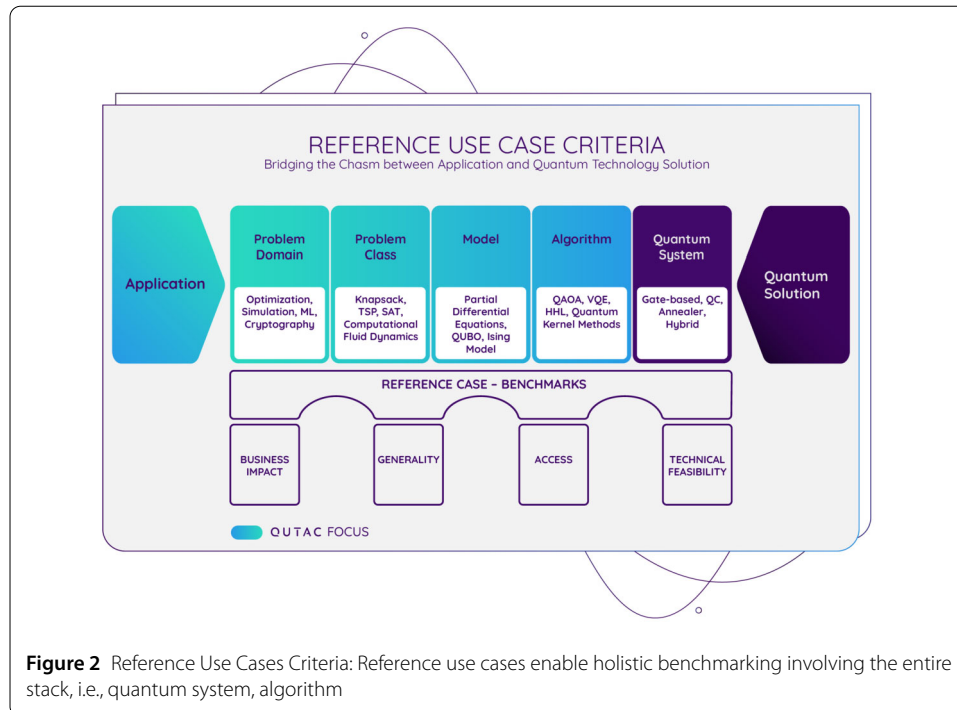 REFERENCE USE CASE CRITERIA
Bridging the Chasm between Application and Quantum Technology Solution
Application
Problem
Domain
Optimization,
Simulation, ML,
Cryptography
Problem
Class
Knapsack,
TSP, SAT,
Computational
Fluid Dynamics
Model
Partial
Differential
Equations,
QUBO, Ising
Model
Algorithm
QAOA, VQE,
HHL, Quantum
Kernel Methods
Quantum
System
Gate-based, QC,
Annealer,
Hybrid
Quantum
Solution
REFERENCE CASE – BENCHMARKS
BUSINESS
IMPACT
GENERALITY
ACCESS
TECHNICAL
FEASIBILITY
QUTAC FOCUS
Figure 2 Reference Use Cases Criteria: Reference use cases enable holistic benchmarking involving the entire
stack, i.e., quantum system, algorithm